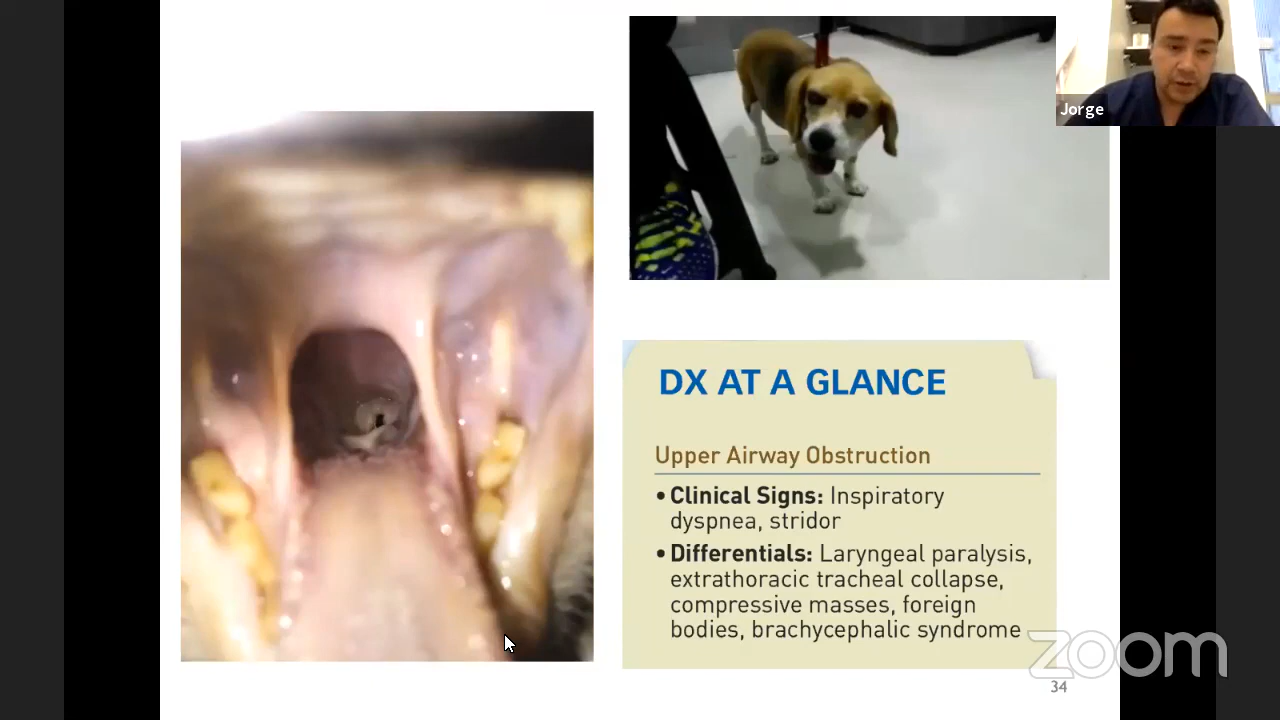 Jorge
DX AT A GLANCE
Upper Airway Obstruction
• Clinical Signs: Inspiratory
dyspnea, stridor
• Differentials: Laryngeal paralysis,
extrathoracic tracheal collapse,
compressive masses, foreign
bodies, brachycephalic syndrome
zoom
34